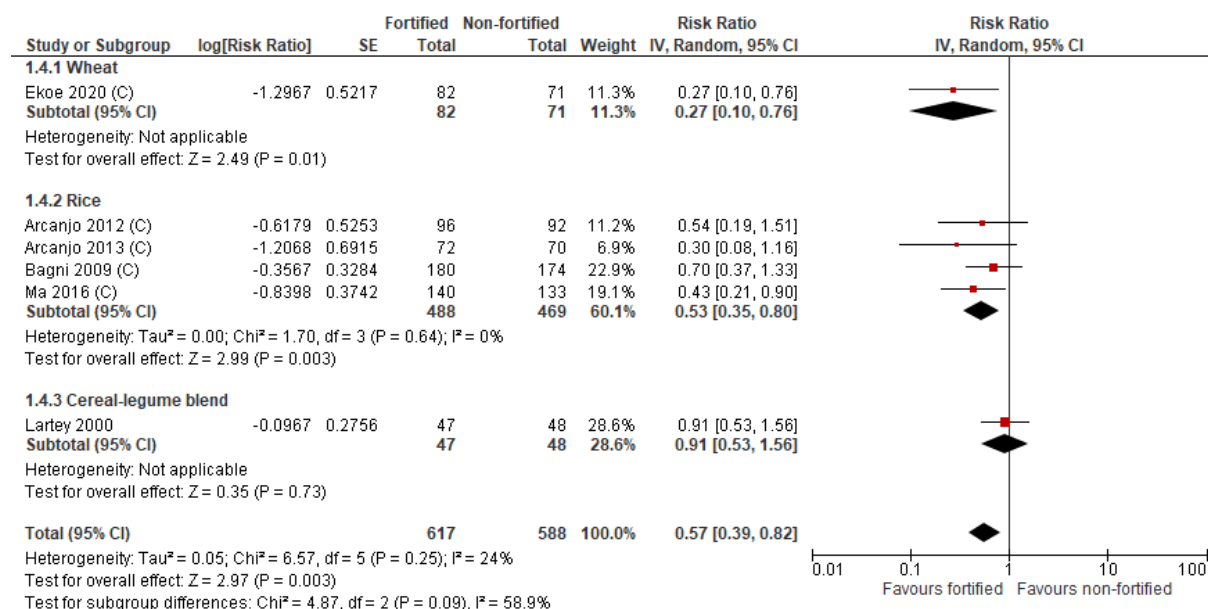 Fortified Non-fortified Risk Ratio Risk Ratio
Study or Subgroup log[Risk Ratio] SE Total Total Weight IV, Random, 95% CI IV, Random, 95% CI
1.4.1 Wheat
Ekoe 2020 (C) -1.2967 0.5217 82 71 11.3% 0.27 [0.10, 0.76]
Subtotal (95% CI) 82 71 11.3% 0.27 [0.10, 0.76]
Heterogeneity: Not applicable
Test for overall effect: Z = 2.49 (P = 0.01)
1.4.2 Rice
Arcanjo 2012 (C) -0.6179 0.5253 96 92 11.2% 0.54 [0.19, 1.51]
Arcanjo 2013 (C) -1.2068 0.6915 72 70 6.9% 0.30 [0.08, 1.16]
Bagni 2009 (C) -0.3567 0.3284 180 174 22.9% 0.70 [0.37, 1.33]
Ma 2016 (C) -0.8398 0.3742 140 133 19.1% 0.43 [0.21, 0.90]
Subtotal (95% CI) 488 469 60.1% 0.53 [0.35, 0.80]
Heterogeneity: Tau² = 0.00; Chi² = 1.70, df = 3 (P = 0.64); I² = 0%
Test for overall effect: Z = 2.99 (P = 0.003)
1.4.3 Cereal-legume blend
Lartey 2000 -0.0967 0.2756 47 48 28.6% 0.91 [0.53, 1.56]
Subtotal (95% CI) 47 48 28.6% 0.91 [0.53, 1.56]
Heterogeneity: Not applicable
Test for overall effect: Z = 0.35 (P = 0.73)
Total (95% CI) 617 588 100.0% 0.57 [0.39, 0.82]
Heterogeneity: Tau² = 0.05; Chi² = 6.57, df = 5 (P = 0.25); I² = 24%
Test for overall effect: Z = 2.97 (P = 0.003)
Test for subgroup differences: Chi² = 4.87, df = 2 (P = 0.09), I² = 58.9%
0.01 0.1 1 10 100
Favours fortified Favours non-fortified